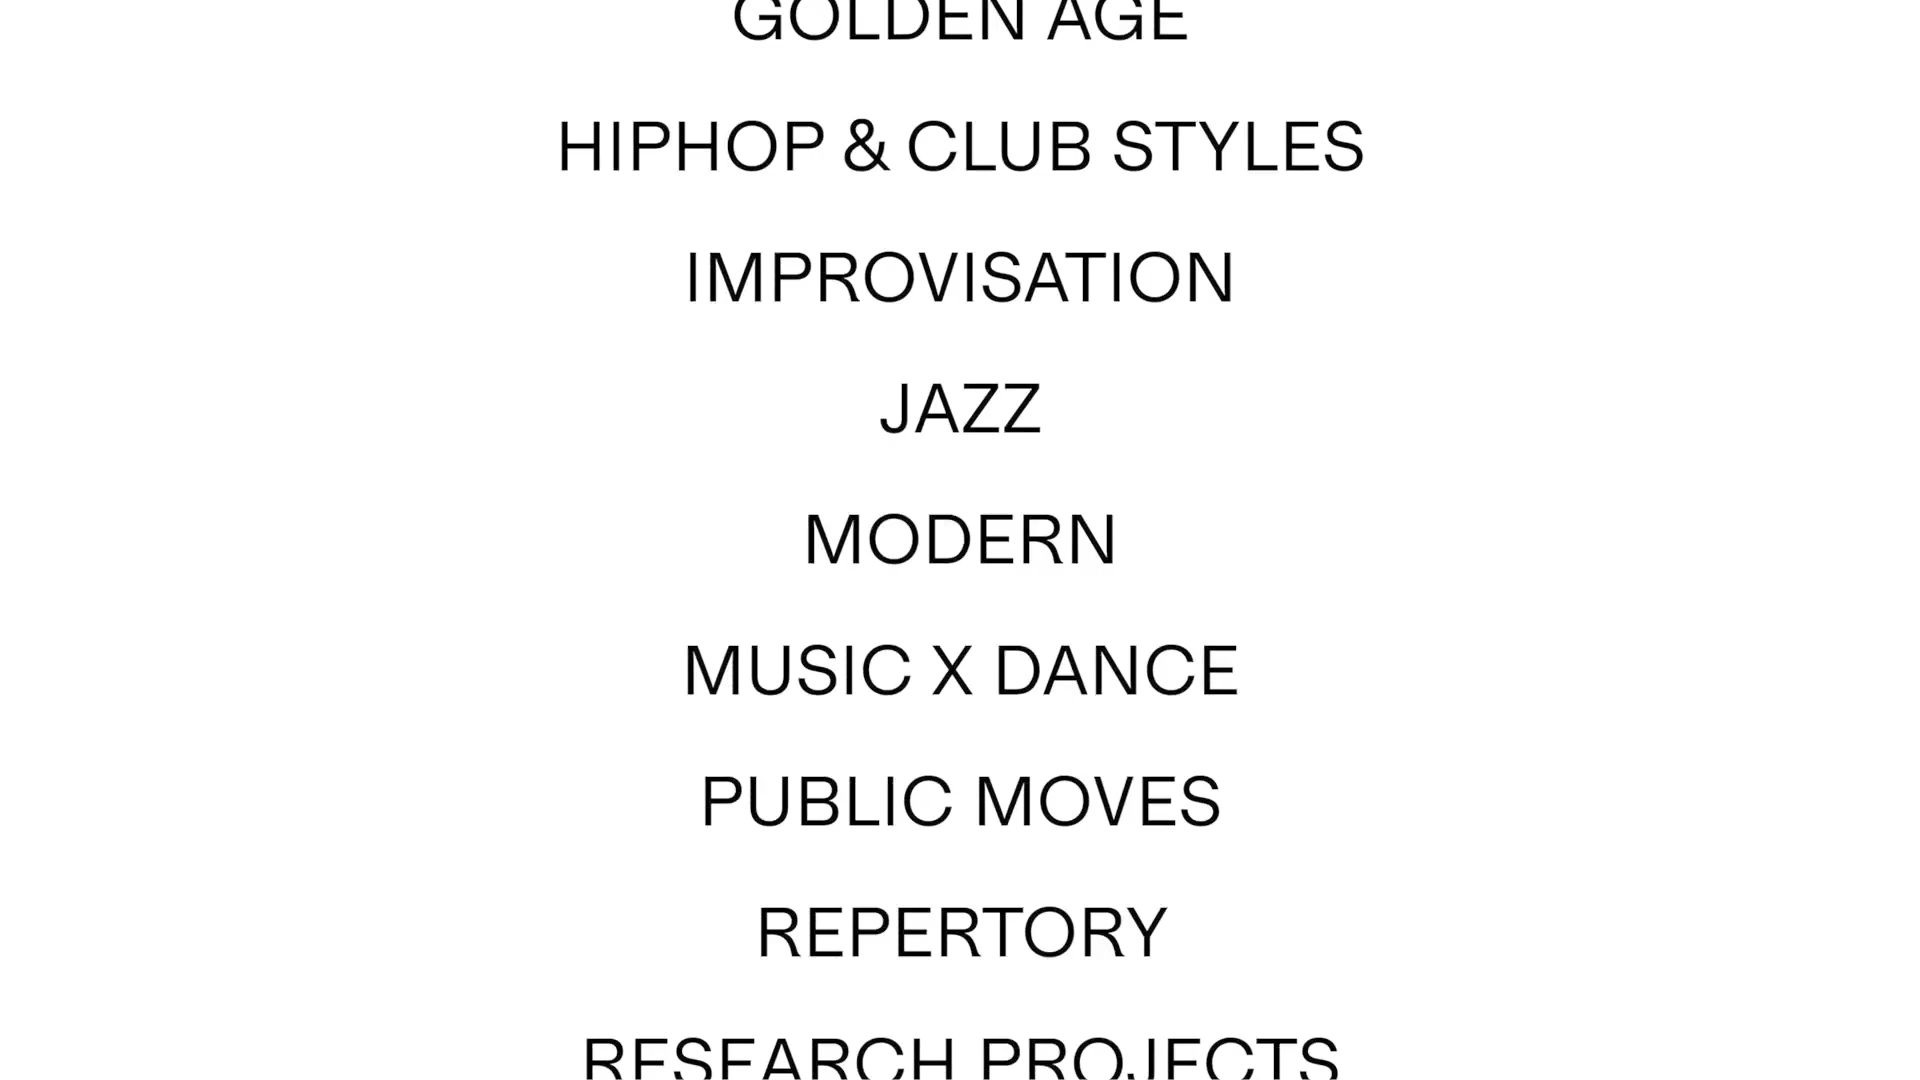 GOLDEN AGE
HIPHOP & CLUB STYLES
IMPROVISATION
JAZZ
MODERN
MUSIC X DANCE
PUBLIC MOVES
REPERTORY
RESEARCH PROJECTS